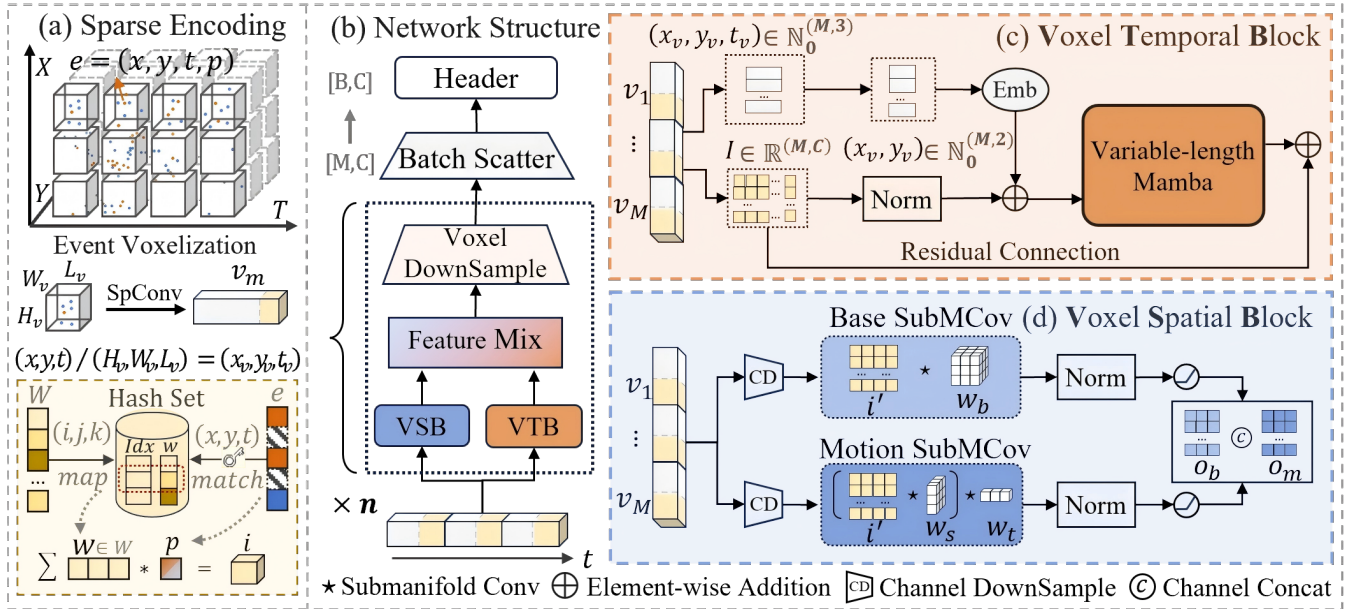 (a) Sparse Encoding
X
e = (x, y, t, p)
Y
T
Event Voxelization
W_v
L_v
H_v
SpConv
v_m
(x,y,t) / (H_v,W_v,L_v) = (x_v,y_v,t_v)
W
Hash Set
e
(i,j,k)
Idx w
(x,y,t)
map
match
...
∑ w∈W * p = i
(b) Network Structure
[B,C]
Header
[M,C]
Batch Scatter
Voxel
DownSample
Feature Mix
VSB
VTB
× n
t
(c) Voxel Temporal Block
(x_v, y_v, t_v) ∈ ℕ_0^(M,3)
v_1
...
v_M
...
...
Emb
I ∈ ℝ^(M,C)
(x_v, y_v) ∈ ℕ_0^(M,2)
... ...
... ...
Norm
Variable-length
Mamba
Residual Connection
(d) Voxel Spatial Block
Base SubMCov
v_1
...
v_M
CD
... ...
i′ ⋆ w_b
Norm
Motion SubMCov
CD
... ...
(i′ ⋆ w_s) ⋆ w_t
Norm
... ...
o_b © o_m
⋆ Submanifold Conv ⊕ Element-wise Addition CD Channel DownSample © Channel Concat